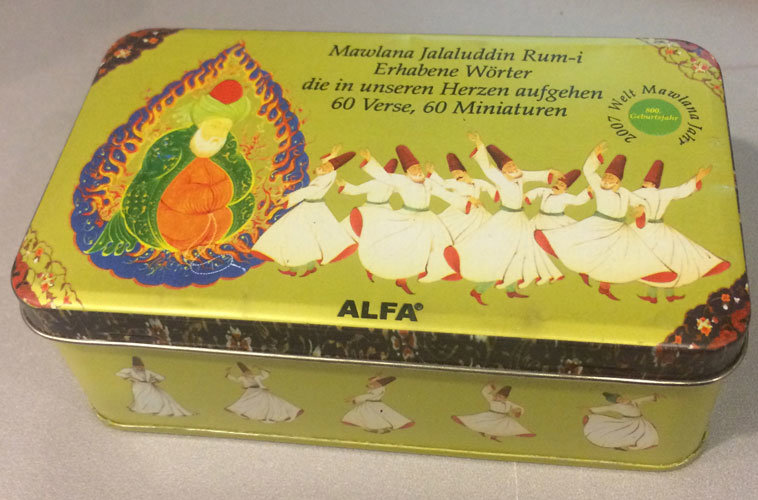 Mawlana Jalaluddin Rum-i
Erhabene Wörter
die in unseren Herzen aufgehen
60 Verse, 60 Miniaturen
2007 Welt Mawlana Jahr
800.
Geburtsjahr
ALFA®